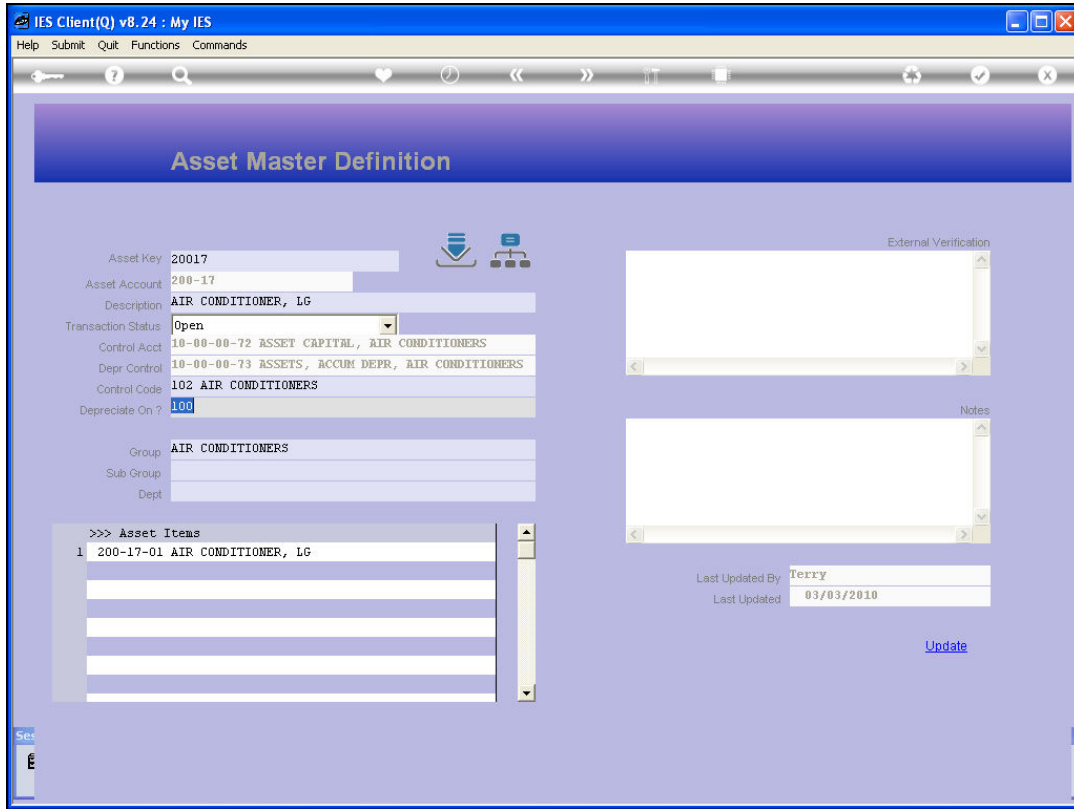 IES Client(Q) v8.24 : My IES
Help Submit Quit Functions Commands
Asset Master Definition
Asset Key 20017
Asset Account 200-17
Description AIR CONDITIONER, LG
Transaction Status Open
Control Acct 10-00-00-72 ASSET CAPITAL, AIR CONDITIONERS
Depr Control 10-00-00-73 ASSETS, ACCUM DEPR, AIR CONDITIONERS
Control Code 102 AIR CONDITIONERS
Depreciate On ? 100
Group AIR CONDITIONERS
Sub Group
Dept
>>> Asset Items
1 200-17-01 AIR CONDITIONER, LG
External Verification
Notes
Last Updated By Terry
Last Updated 03/03/2010
Update
Ses